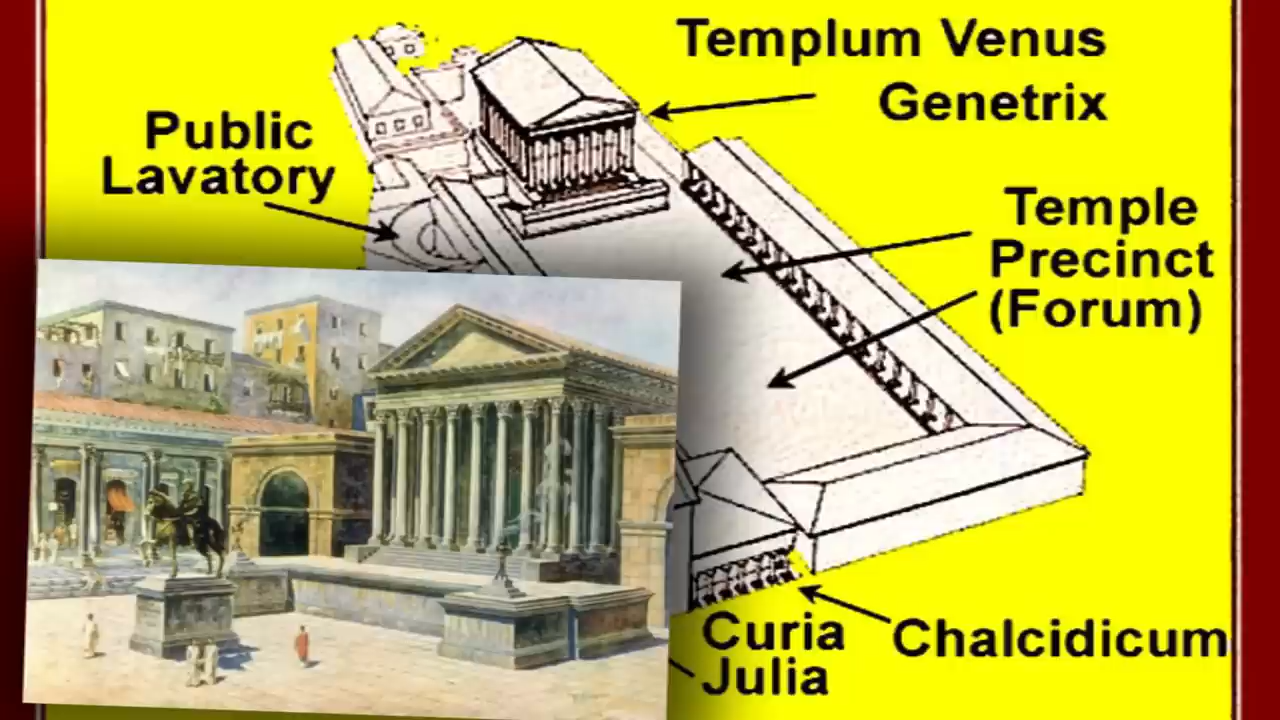 Templum Venus
Genetrix
Public
Lavatory
Temple
Precinct
(Forum)
Curia
Julia
Chalcidicum